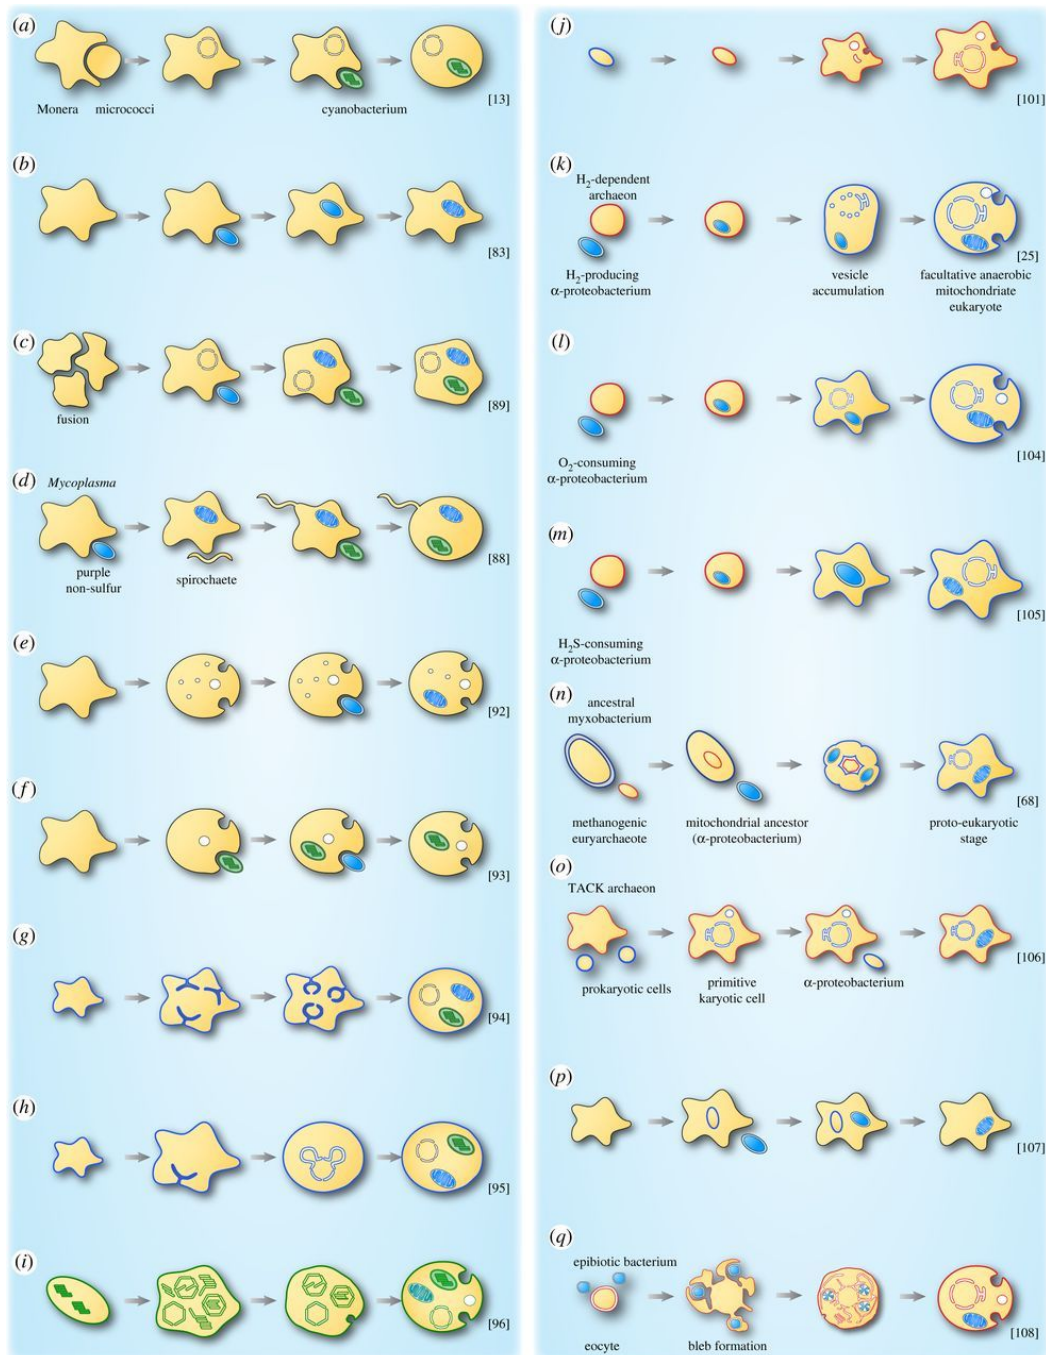 (a)
Monera micrococci
cyanobacterium
[13]
(b)
[83]
(c)
fusion
[89]
(d)
Mycoplasma
purple
non-sulfur
spirochaete
[88]
(e)
[92]
(f)
[93]
(g)
[94]
(h)
[95]
(i)
[96]
(j)
[101]
(k)
H₂-dependent
archaeon
H₂-producing
α-proteobacterium
vesicle
accumulation
facultative anaerobic
mitochondriate
eukaryote
[25]
(l)
O₂-consuming
α-proteobacterium
[104]
(m)
H₂S-consuming
α-proteobacterium
[105]
(n)
ancestral
myxobacterium
methanogenic
euryarchaeote
mitochondrial ancestor
(α-proteobacterium)
proto-eukaryotic
stage
[68]
(o)
TACK archaeon
prokaryotic cells
primitive
karyotic cell
α-proteobacterium
[106]
(p)
[107]
(q)
epibiotic bacterium
eocyte
bleb formation
[108]